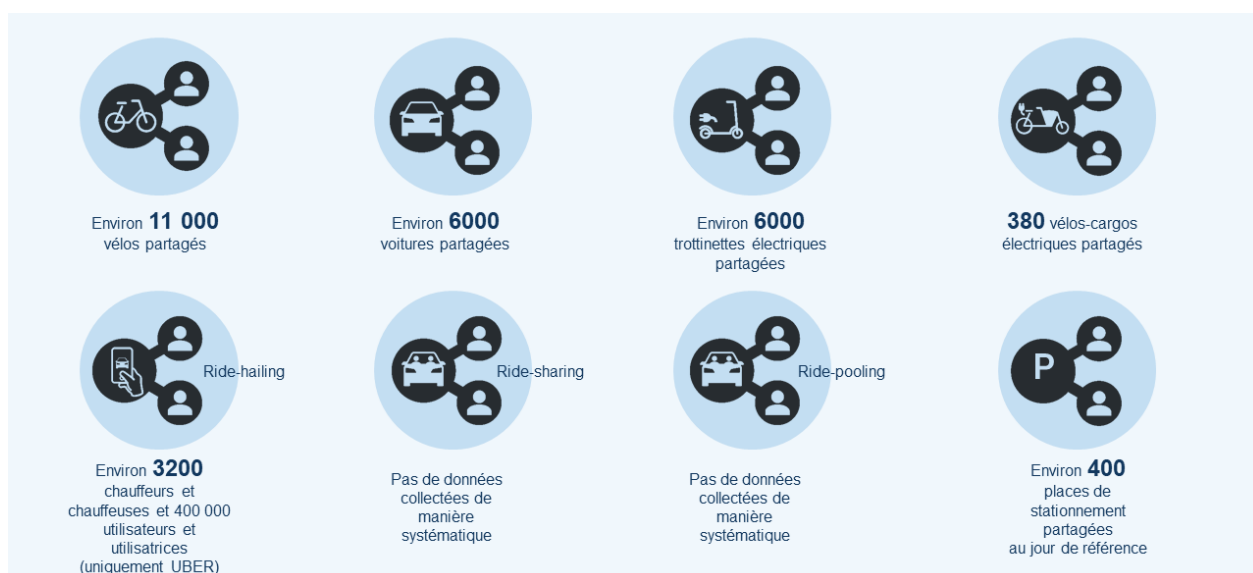 Environ 11 000
vélos partagés
Environ 6000
voitures partagées
Environ 6000
trottinettes électriques
partagées
380 vélos-cargos
électriques partagés
Ride-hailing
Environ 3200
chauffeurs et
chauffeuses et 400 000
utilisateurs et
utilisatrices
(uniquement UBER)
Ride-sharing
Pas de données
collectées de
manière
systématique
Ride-pooling
Pas de données
collectées de
manière
systématique
P
Environ 400
places de
stationnement
partagées
au jour de référence